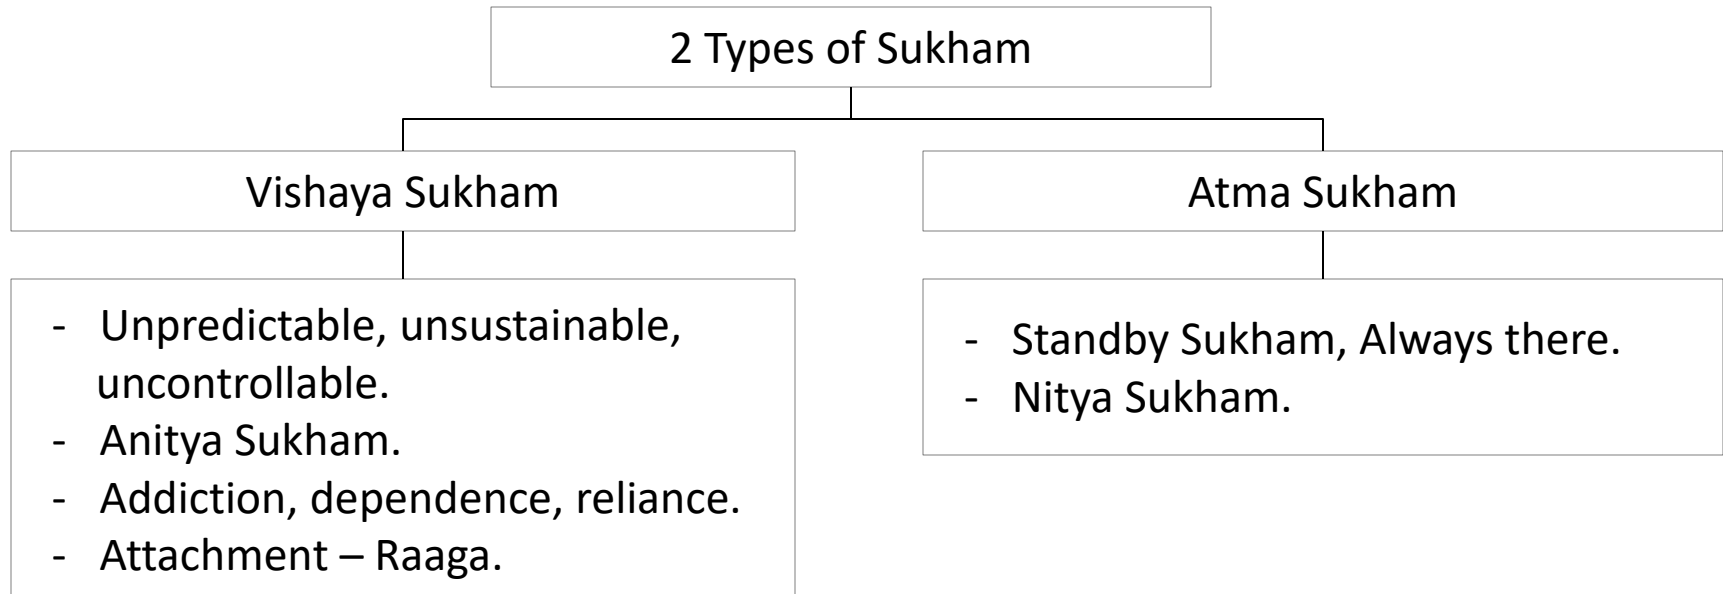 2 Types of Sukham
Vishaya Sukham
- Unpredictable, unsustainable,
uncontrollable.
- Anitya Sukham.
- Addiction, dependence, reliance.
- Attachment – Raaga.
Atma Sukham
- Standby Sukham, Always there.
- Nitya Sukham.